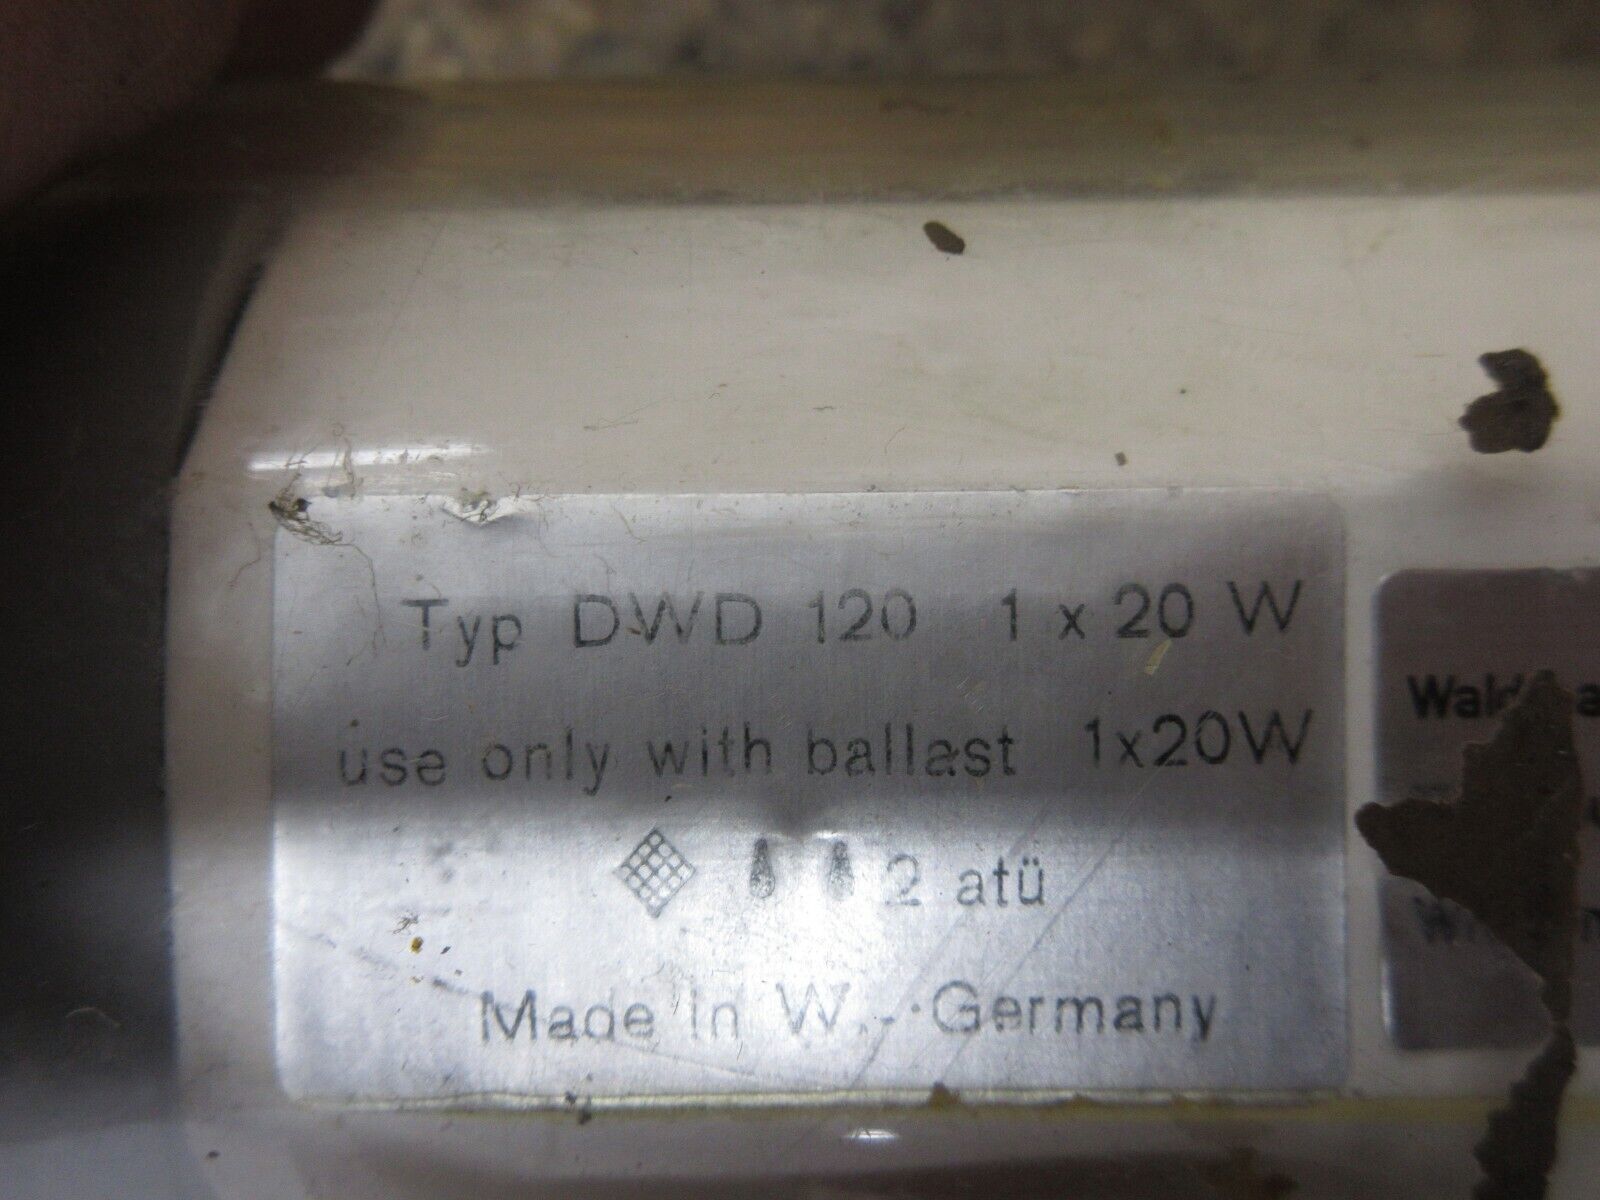 Typ DWD 120 1 x 20 W
use only with ballast 1x20W
2 atü
Made in W.-Germany